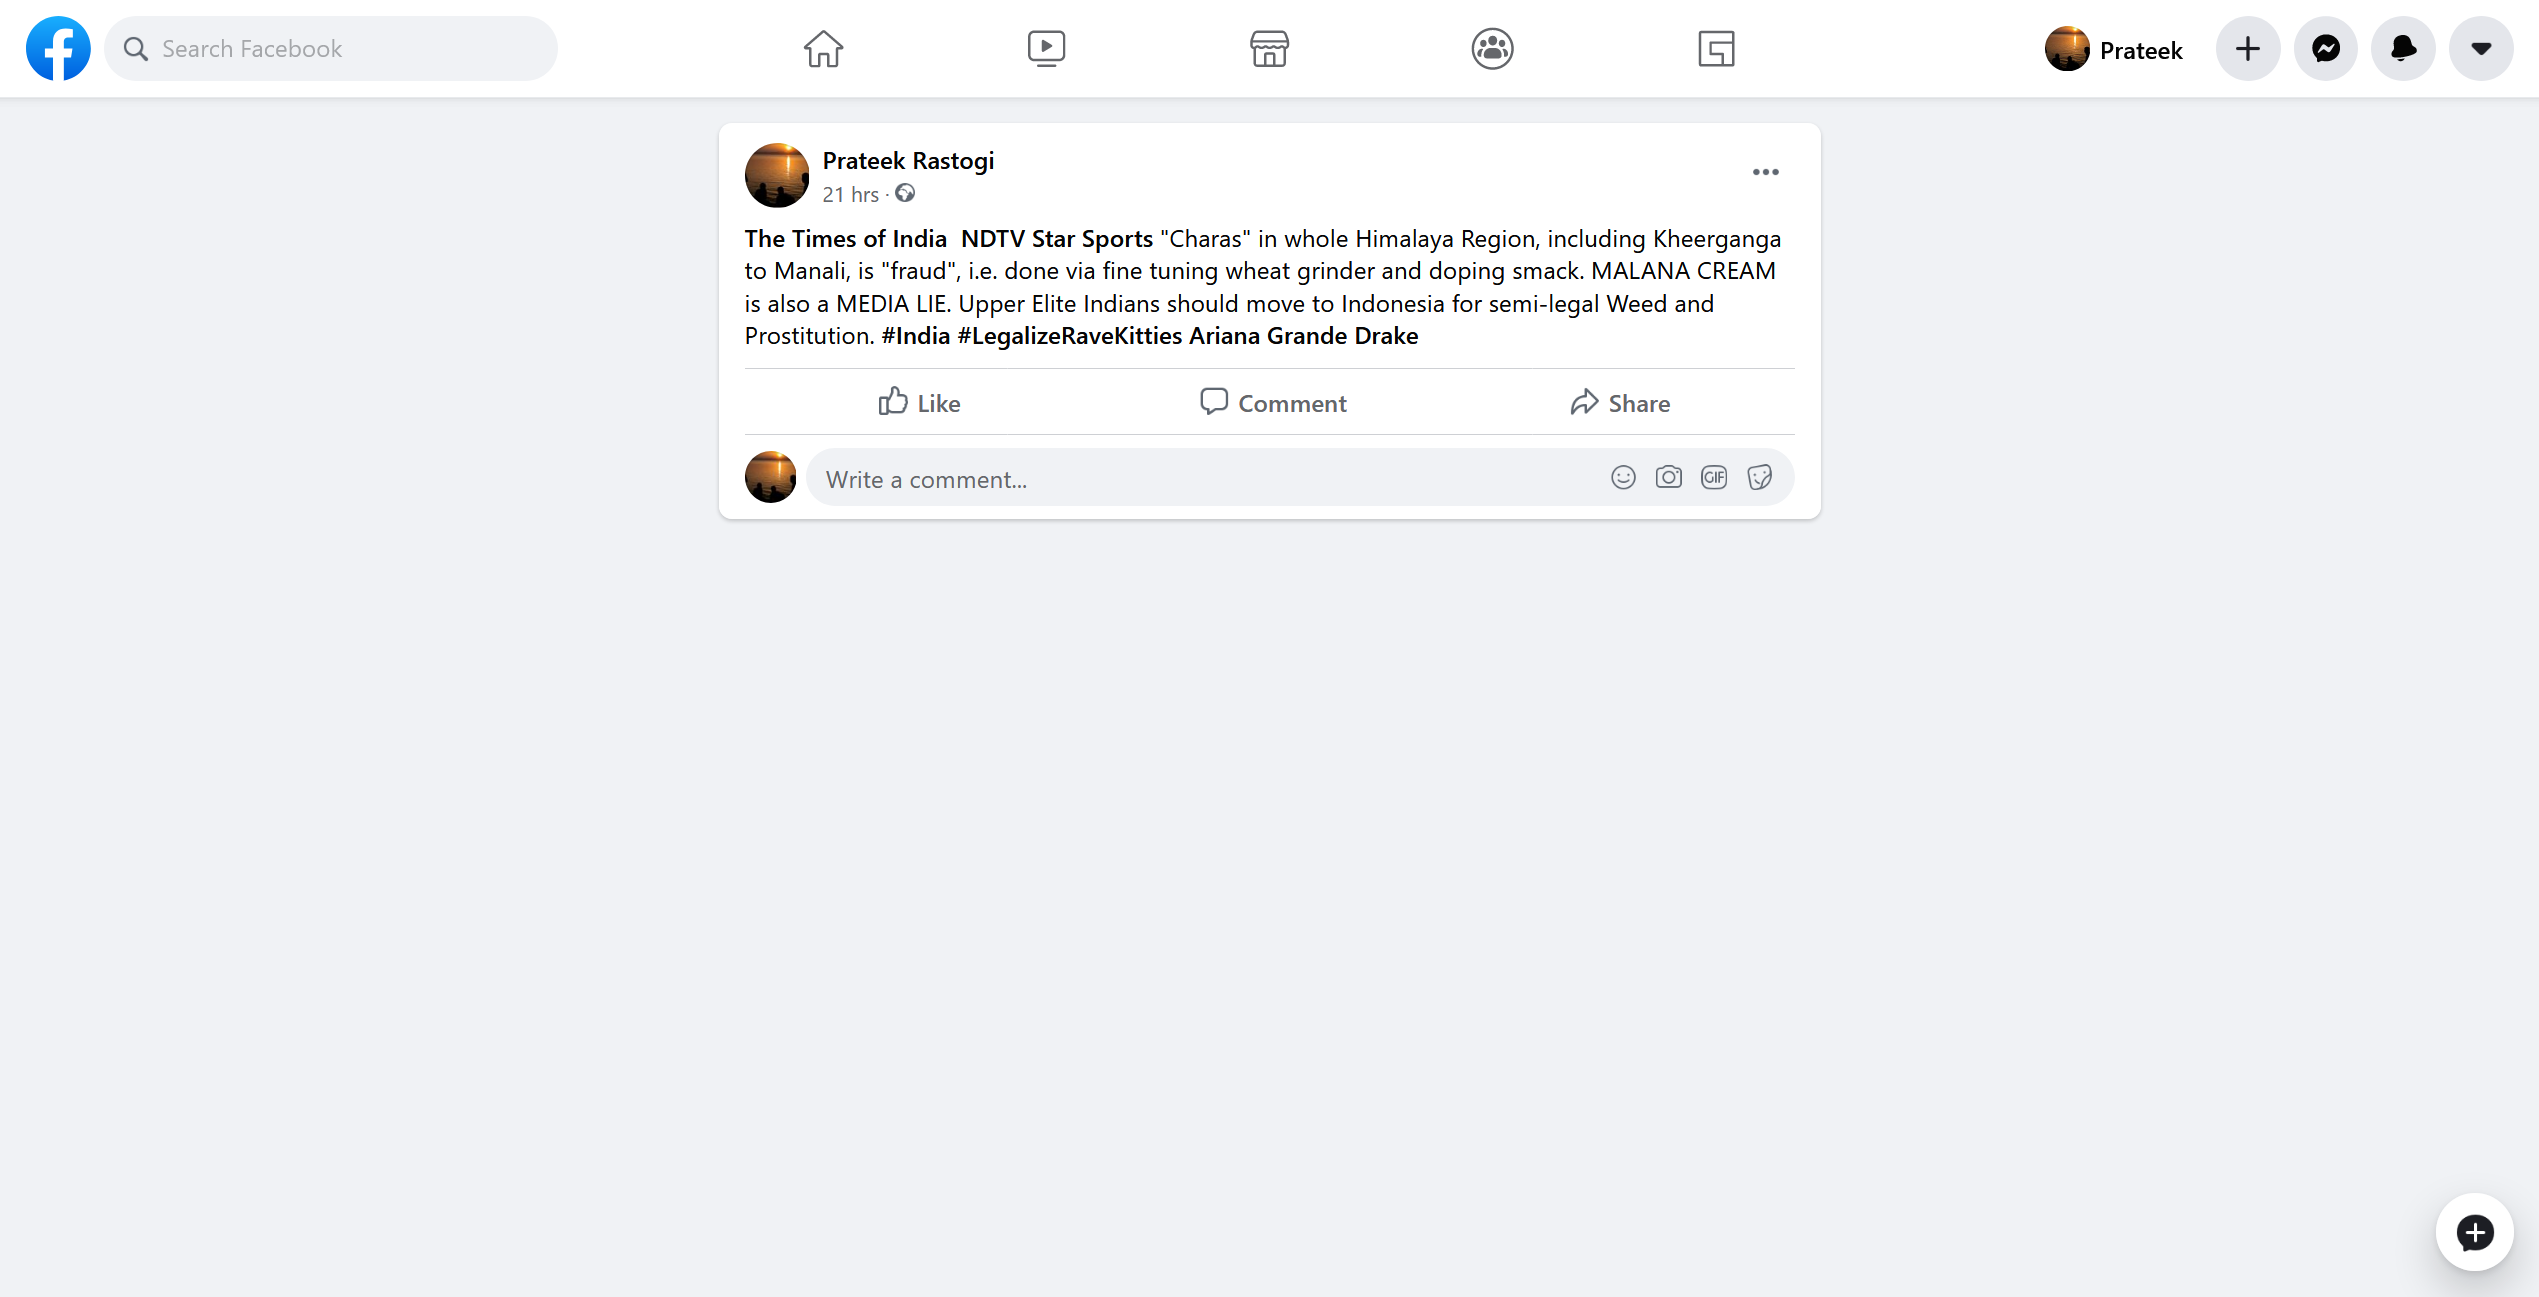 Search Facebook
Prateek
Prateek Rastogi
21 hrs ·
The Times of India  NDTV Star Sports "Charas" in whole Himalaya Region, including Kheerganga
to Manali, is "fraud", i.e. done via fine tuning wheat grinder and doping smack. MALANA CREAM
is also a MEDIA LIE. Upper Elite Indians should move to Indonesia for semi-legal Weed and
Prostitution. #India #LegalizeRaveKitties Ariana Grande Drake
Like Comment Share
Write a comment... GIF